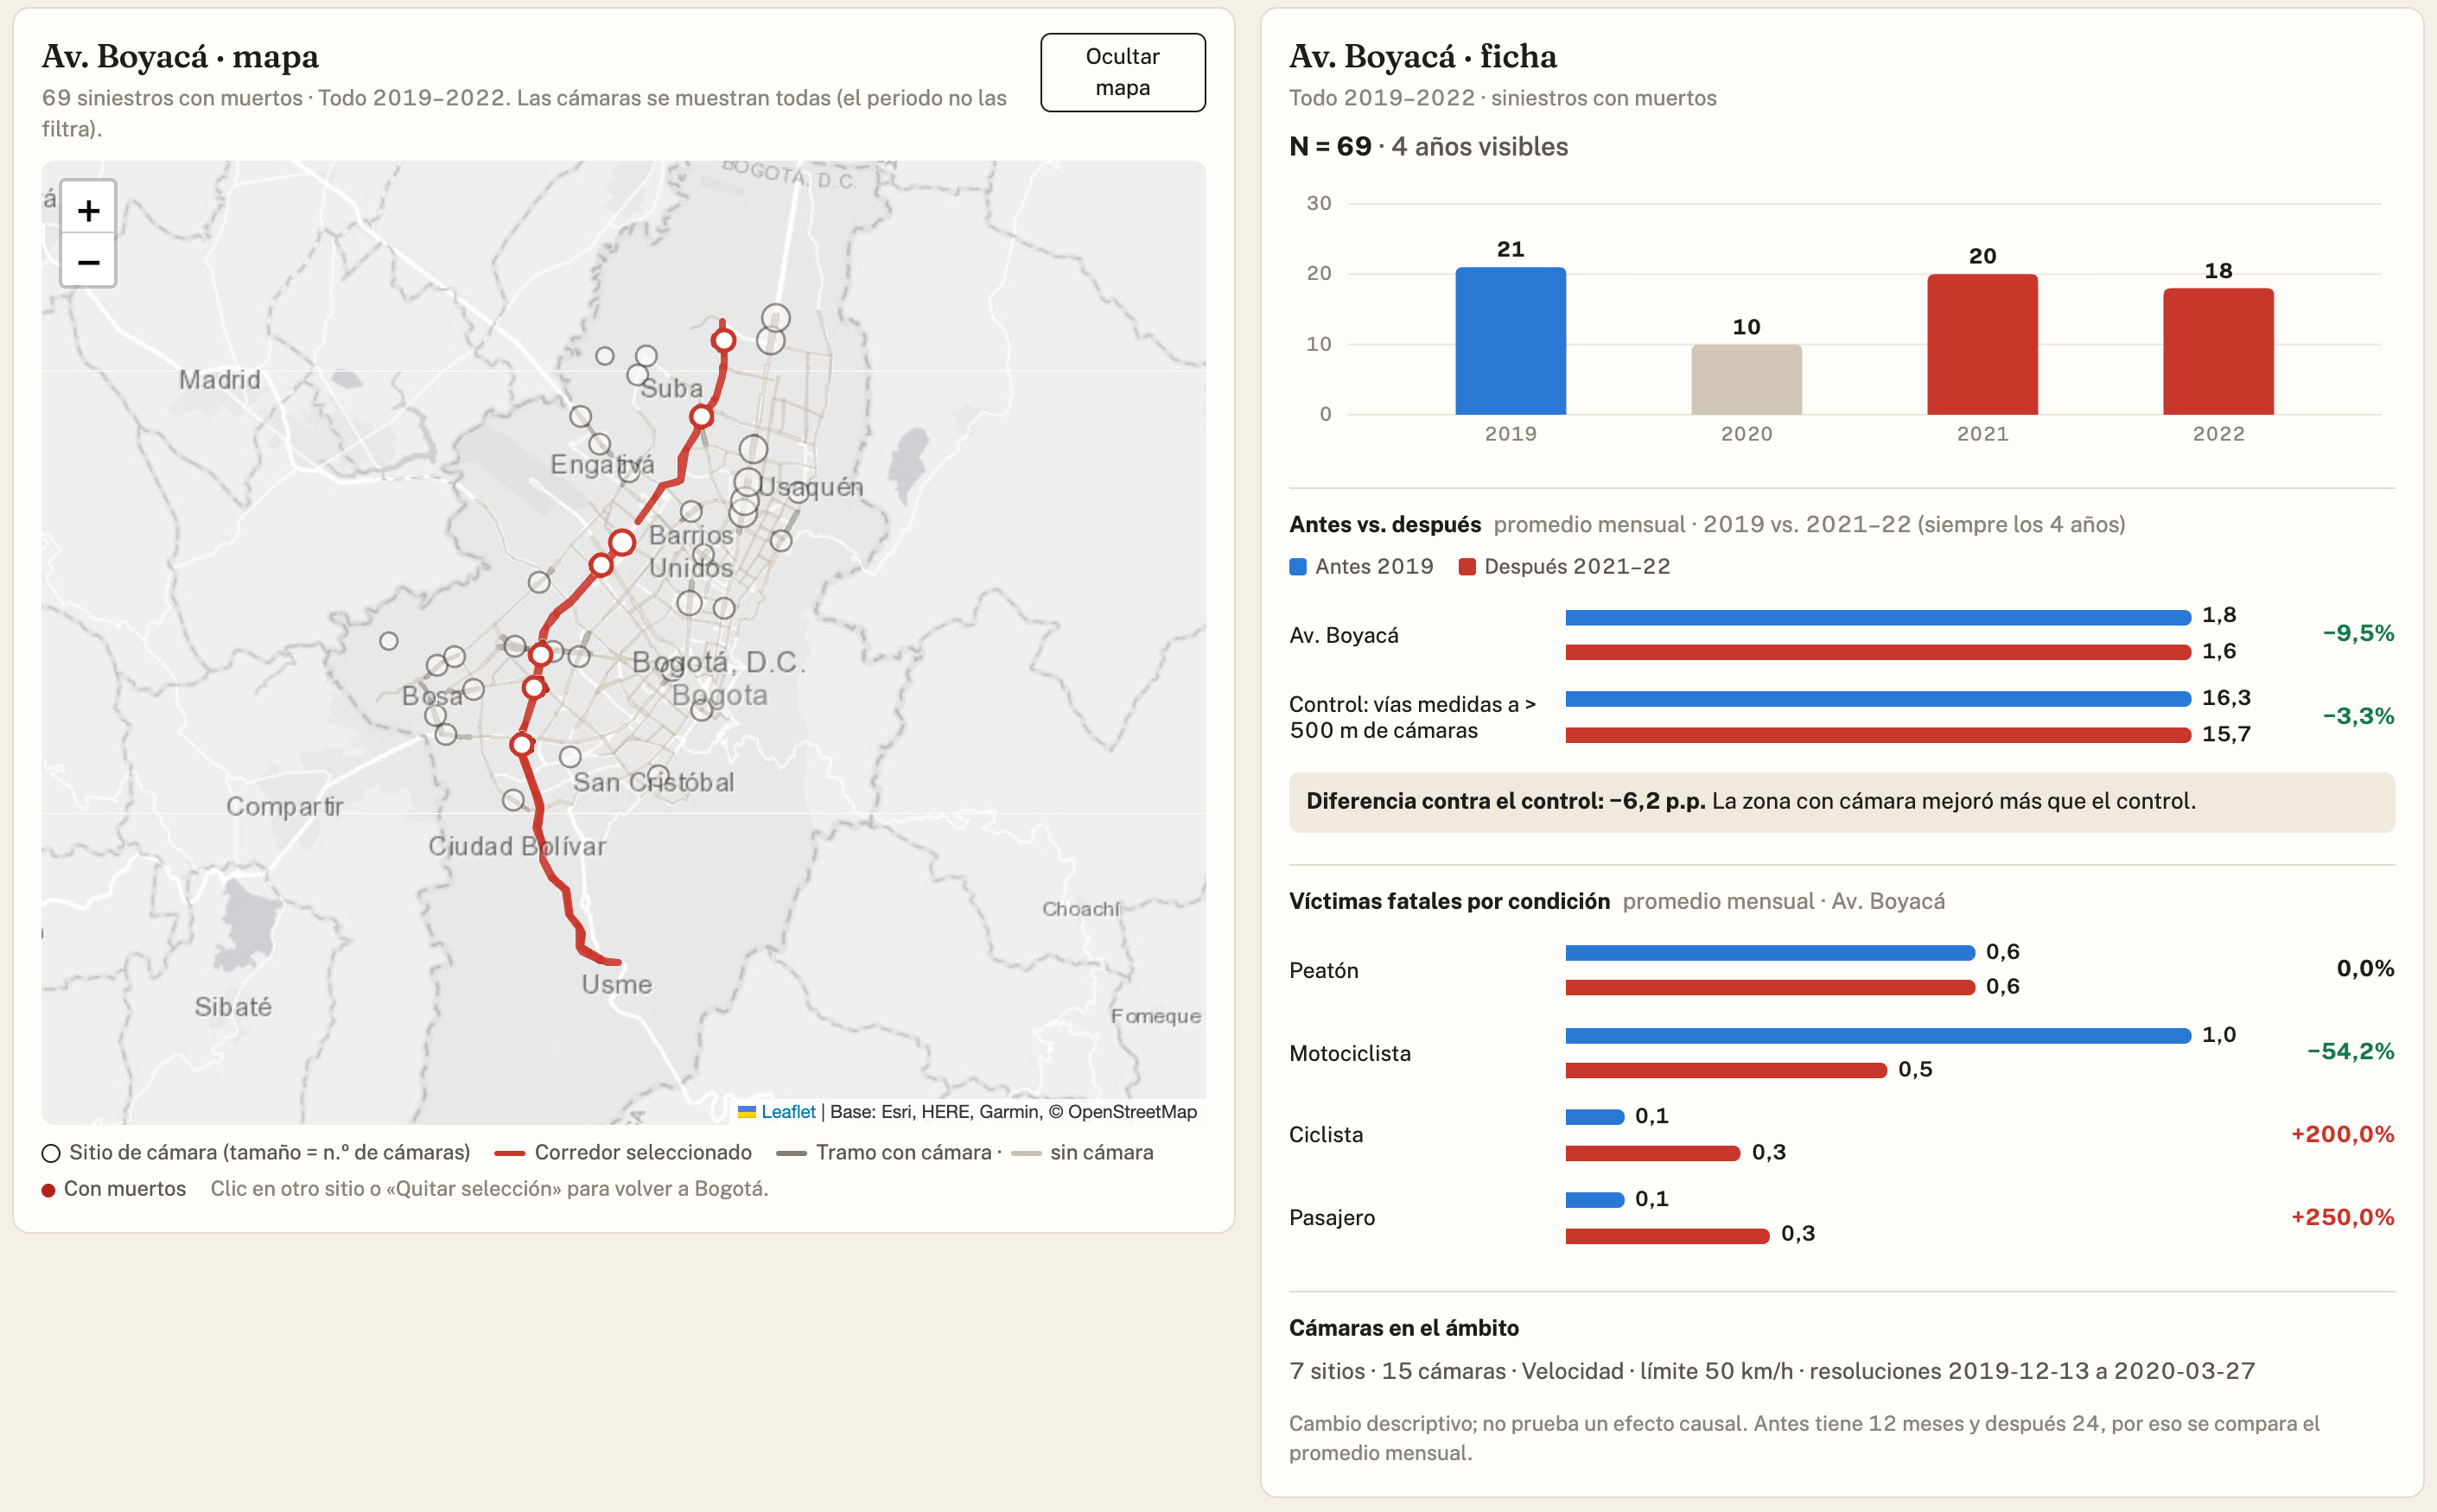 Av. Boyacá · mapa
Ocultar
mapa
69 siniestros con muertos · Todo 2019–2022. Las cámaras se muestran todas (el periodo no las
filtra).
+
−
BOGOTÁ, D.C.
Madrid
Suba
Engativá
Usaquén
Barrios
Unidos
Bogotá, D.C.
Bogota
Bosa
San Cristóbal
Compartir
Ciudad Bolívar
Choachí
Usme
Sibaté
Fomeque
Leaflet | Base: Esri, HERE, Garmin, © OpenStreetMap
Sitio de cámara (tamaño = n.º de cámaras) Corredor seleccionado Tramo con cámara · sin cámara
Con muertos Clic en otro sitio o «Quitar selección» para volver a Bogotá.
Av. Boyacá · ficha
Todo 2019–2022 · siniestros con muertos
N = 69 · 4 años visibles
30
20
10
0
21
10
20
18
2019 2020 2021 2022
Antes vs. después promedio mensual · 2019 vs. 2021–22 (siempre los 4 años)
Antes 2019 Después 2021–22
Av. Boyacá
1,8
1,6
−9,5%
Control: vías medidas a >
500 m de cámaras
16,3
15,7
−3,3%
Diferencia contra el control: −6,2 p.p. La zona con cámara mejoró más que el control.
Víctimas fatales por condición promedio mensual · Av. Boyacá
Peatón
0,6
0,6
0,0%
Motociclista
1,0
0,5
−54,2%
Ciclista
0,1
0,3
+200,0%
Pasajero
0,1
0,3
+250,0%
Cámaras en el ámbito
7 sitios · 15 cámaras · Velocidad · límite 50 km/h · resoluciones 2019-12-13 a 2020-03-27
Cambio descriptivo; no prueba un efecto causal. Antes tiene 12 meses y después 24, por eso se compara el
promedio mensual.